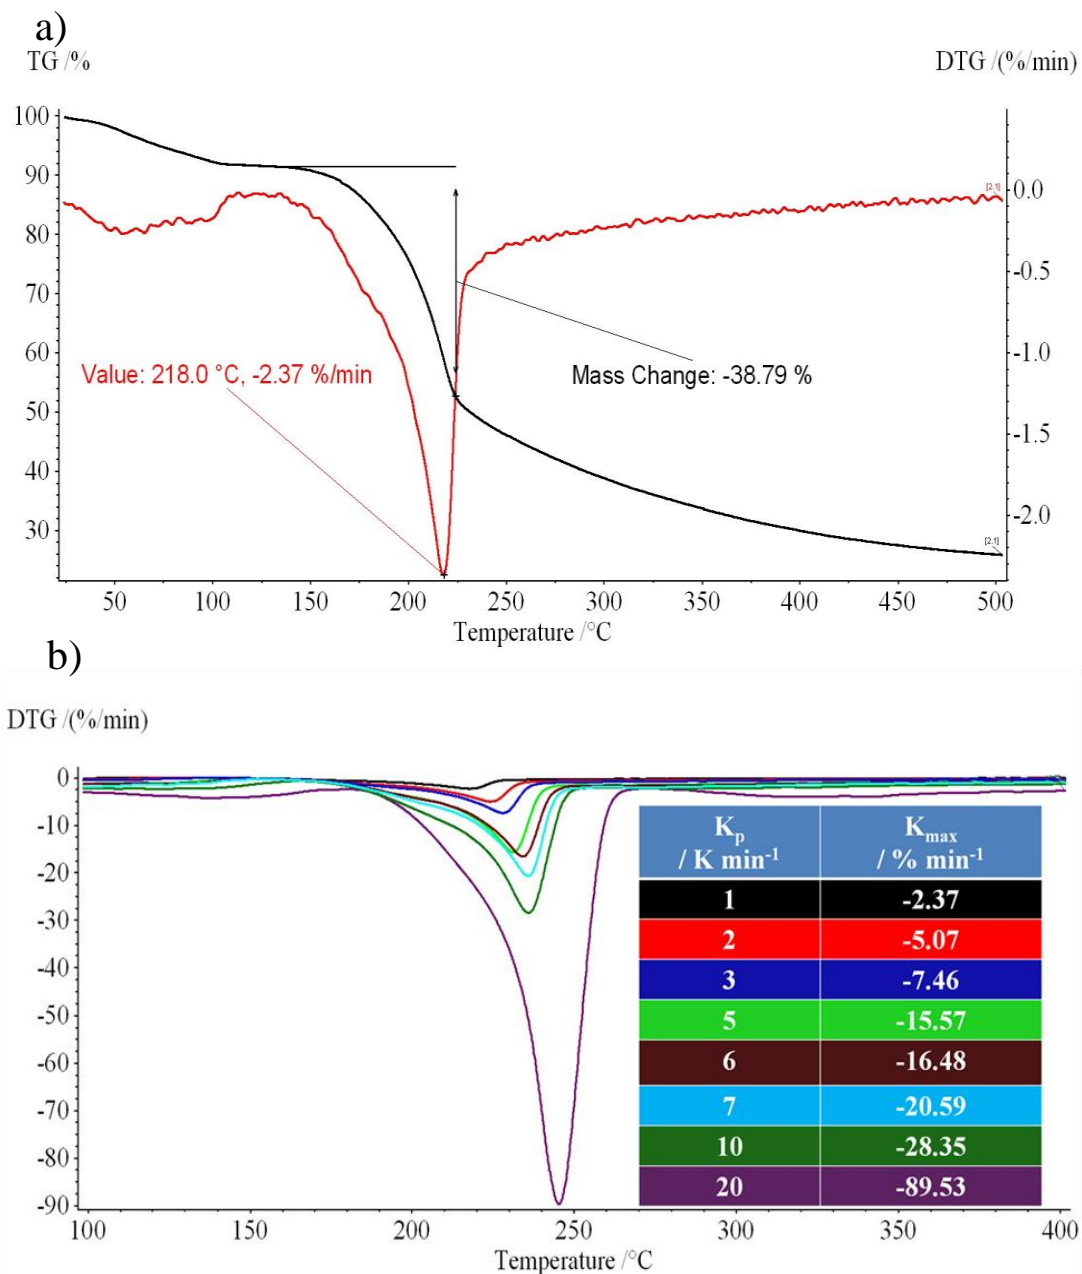 a)
TG /%
DTG /(%/min)
100
90
80
70
60
50
40
30
0.0
-0.5
-1.0
-1.5
-2.0
[2.1]
[2.1]
Value: 218.0 °C, -2.37 %/min
Mass Change: -38.79 %
50 100 150 200 250 300 350 400 450 500
Temperature /°C
b)
DTG /(%/min)
0
-10
-20
-30
-40
-50
-60
-70
-80
-90
Kp Kmax
/ K min-1 / % min-1
1 -2.37
2 -5.07
3 -7.46
5 -15.57
6 -16.48
7 -20.59
10 -28.35
20 -89.53
100 150 200 250 300 350 400
Temperature /°C